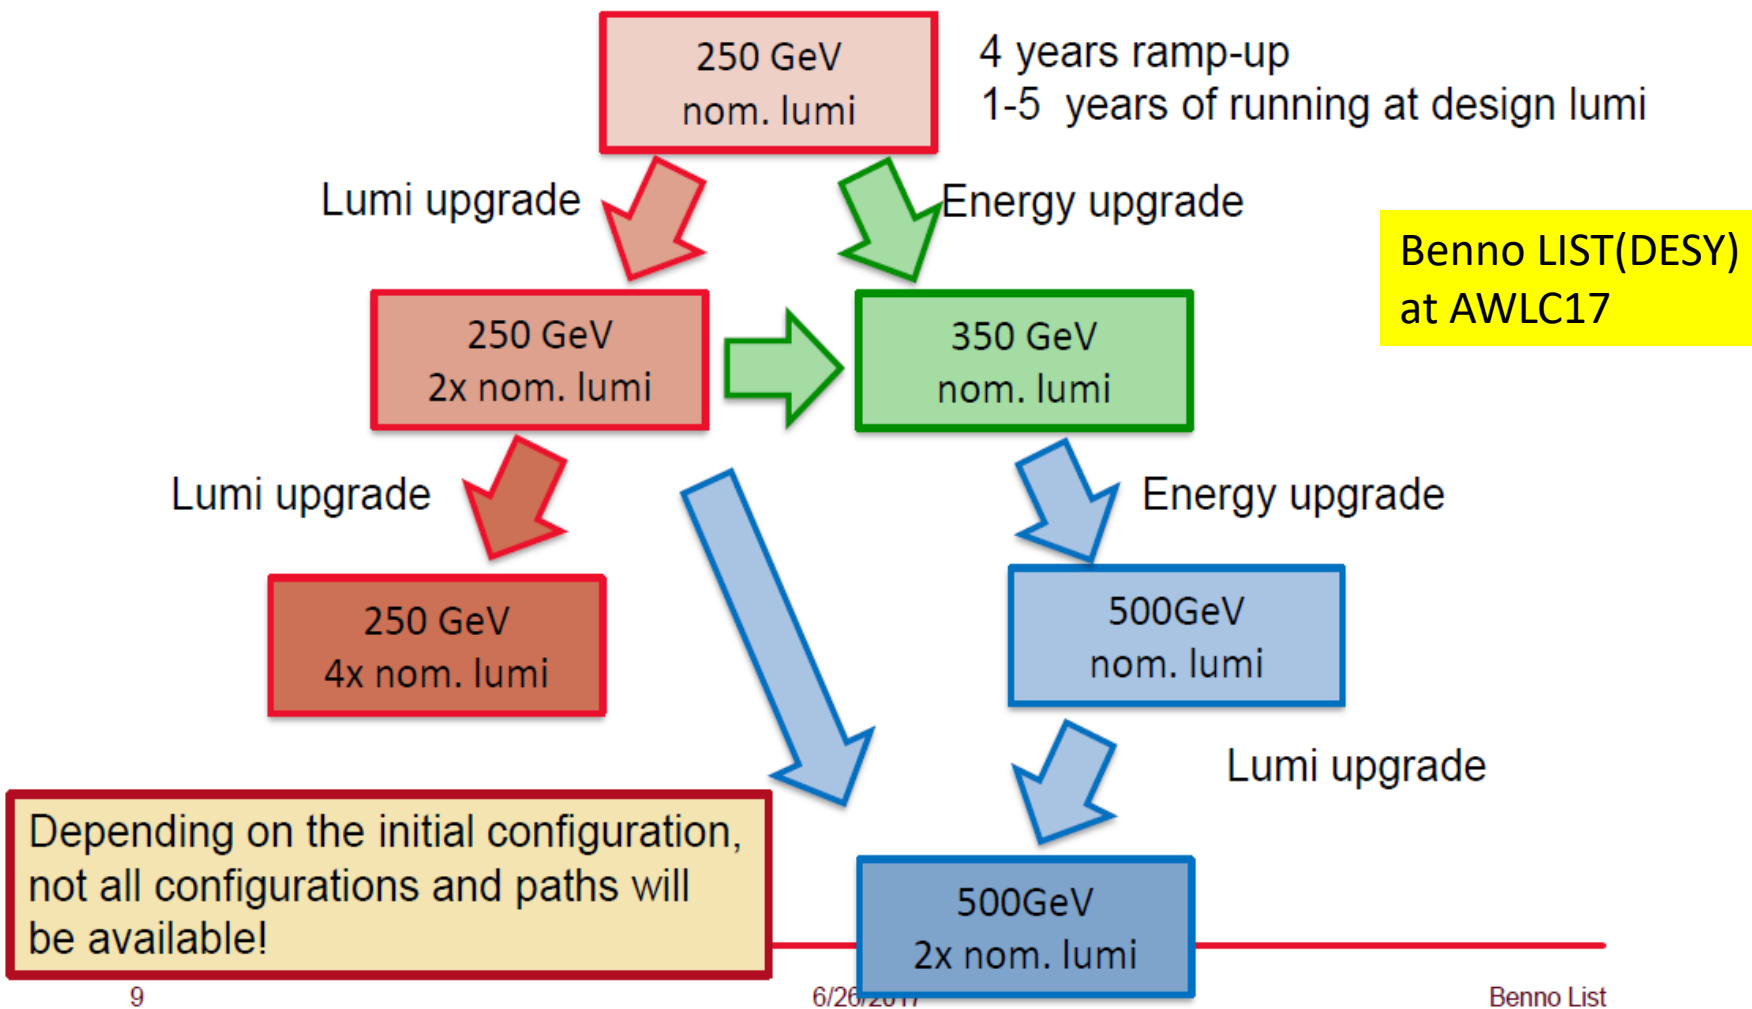 250 GeV
nom. lumi
4 years ramp-up
1-5 years of running at design lumi
Lumi upgrade
Energy upgrade
Benno LIST(DESY)
at AWLC17
250 GeV
2x nom. lumi
350 GeV
nom. lumi
Lumi upgrade
Energy upgrade
250 GeV
4x nom. lumi
500GeV
nom. lumi
Lumi upgrade
Depending on the initial configuration,
not all configurations and paths will
be available!
500GeV
2x nom. lumi
9
6/26/2017
Benno List